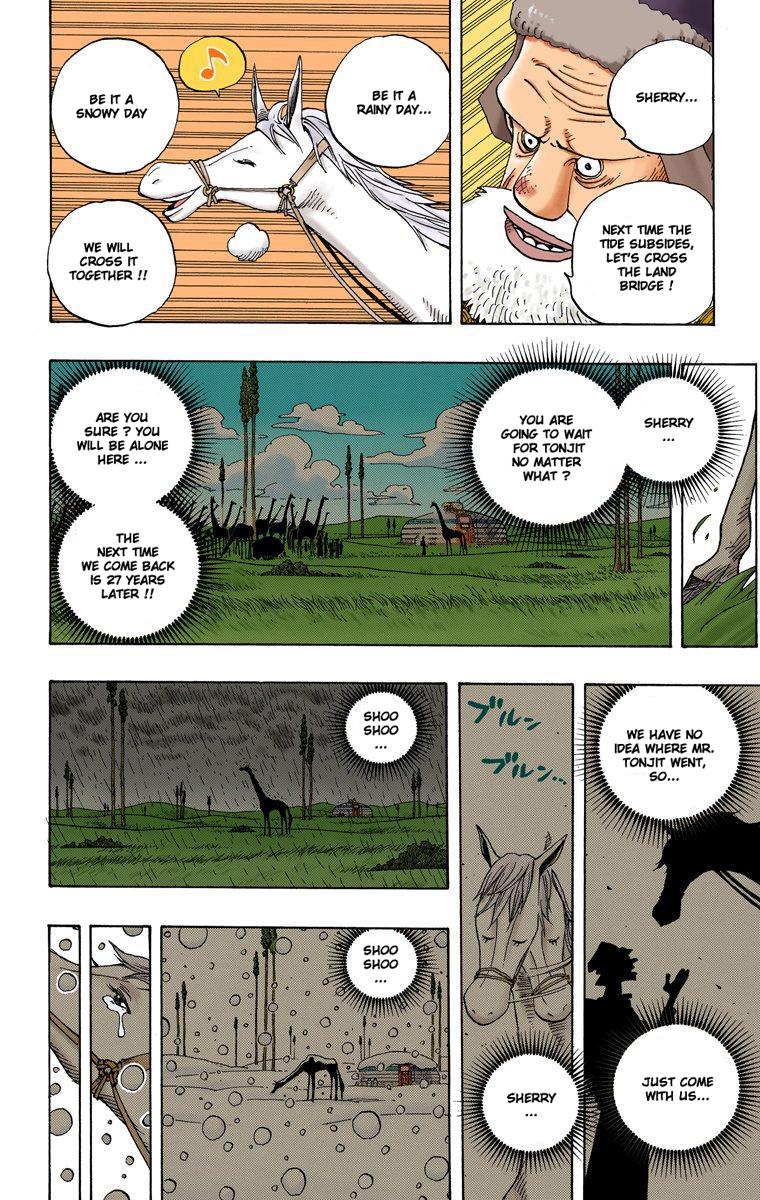 SHERRY...
NEXT TIME THE
TIDE SUBSIDES,
LET'S CROSS
THE LAND
BRIDGE !
BE IT A
RAINY DAY...
BE IT A
SNOWY DAY
WE WILL
CROSS IT
TOGETHER !!
SHERRY
...
YOU ARE
GOING TO WAIT
FOR TONJIT
NO MATTER
WHAT ?
ARE YOU
SURE ? YOU
WILL BE ALONE
HERE ...
THE
NEXT TIME
WE COME BACK
IS 27 YEARS
LATER !!
WE HAVE NO
IDEA WHERE MR.
TONJIT WENT,
SO...
JUST COME
WITH US...
ブルン
ブルン...
SHERRY
...
SHOO
SHOO
...
SHOO
SHOO
...